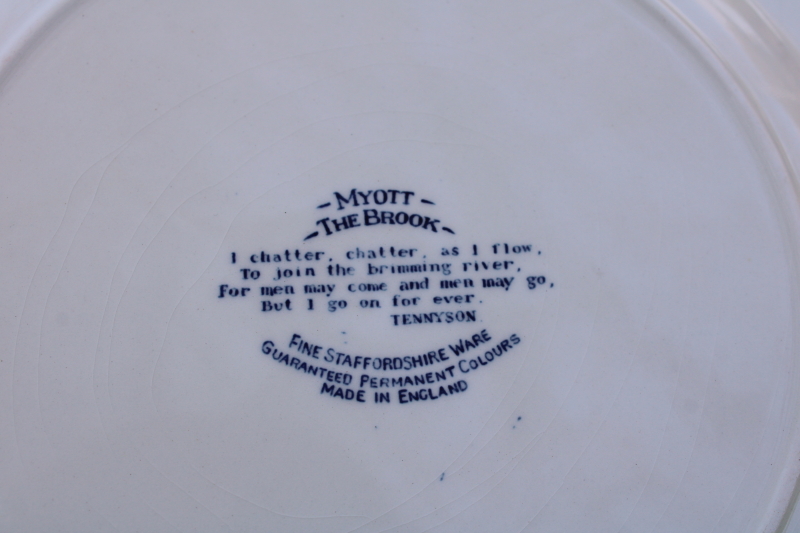 - MYOTT -
- THE BROOK -
I chatter, chatter, as I flow,
To join the brimming river,
For men may come and men may go,
But I go on for ever.
TENNYSON.
FINE STAFFORDSHIRE WARE
GUARANTEED PERMANENT COLOURS
MADE IN ENGLAND